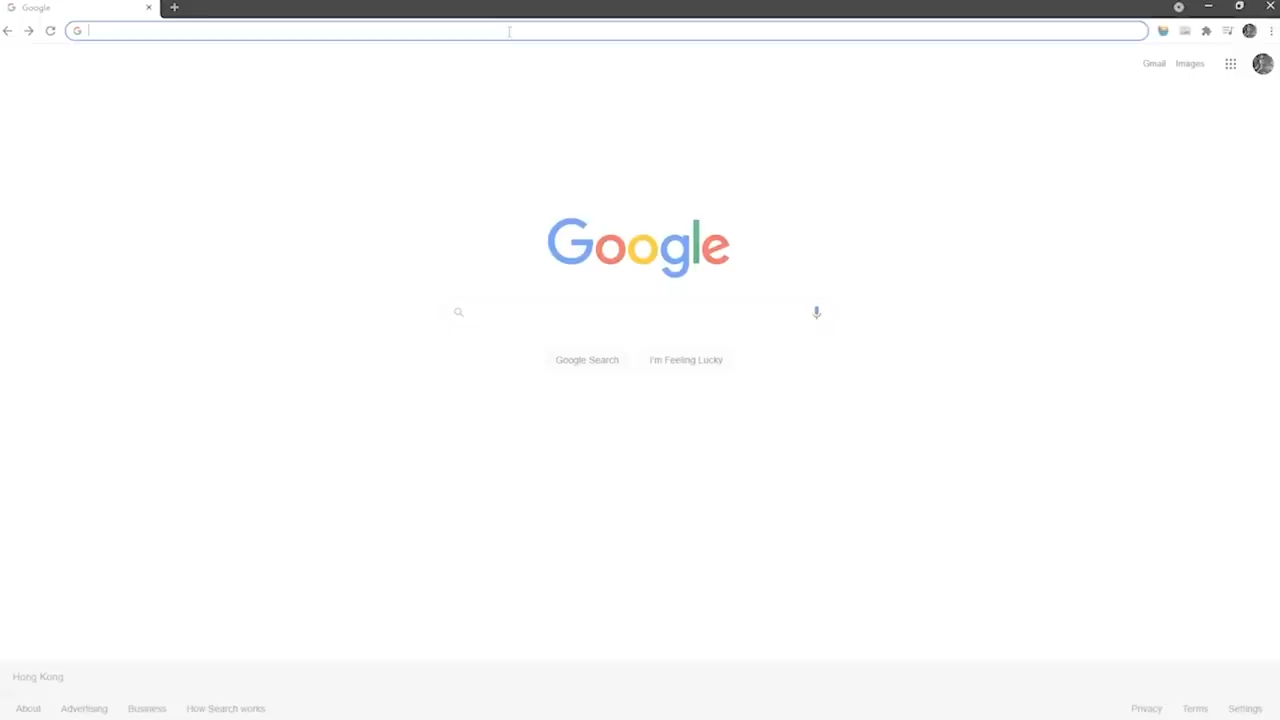 Google
Gmail Images
Google
Google Search I'm Feeling Lucky
Hong Kong
About Advertising Business How Search works Privacy Terms Settings